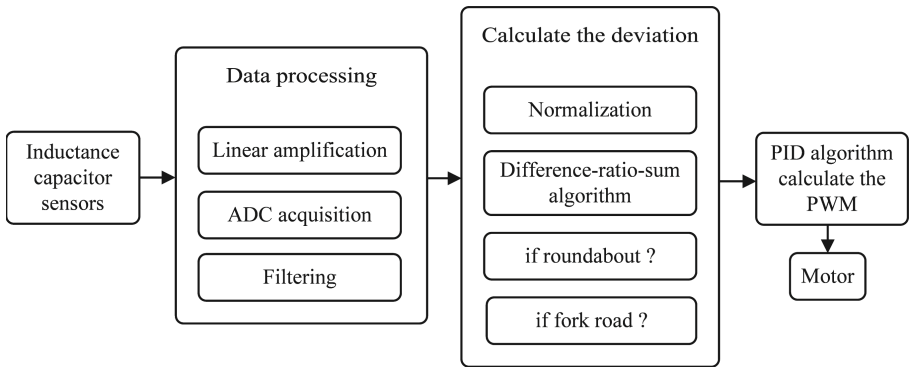 Inductance
capacitor
sensors
Data processing
Linear amplification
ADC acquisition
Filtering
Calculate the deviation
Normalization
Difference-ratio-sum
algorithm
if roundabout ?
if fork road ?
PID algorithm
calculate the
PWM
Motor